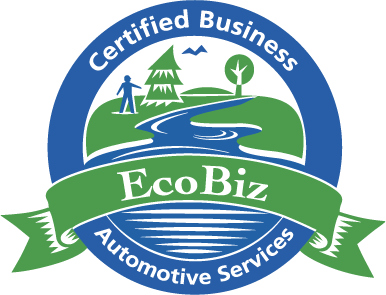 Certified Business
EcoBiz
Automotive Services